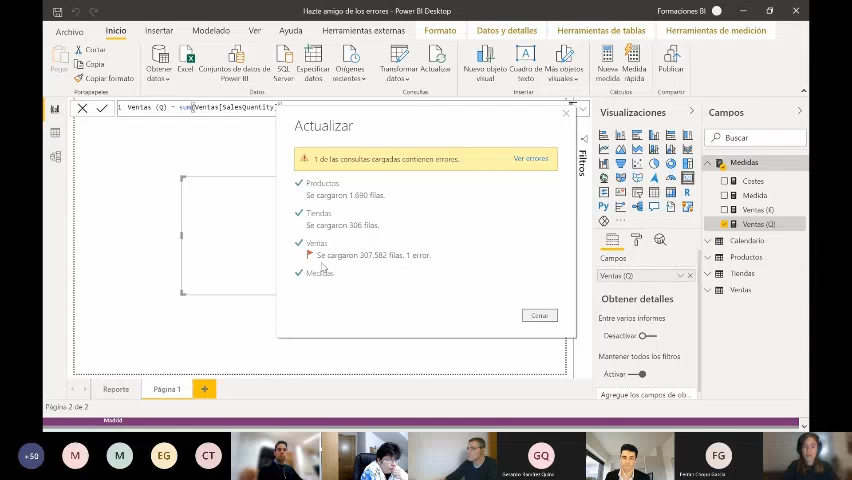 Hazte amigo de los errores - Power BI Desktop
Formaciones BI
Archivo Inicio Insertar Modelado Ver Ayuda Herramientas externas Formato Datos y detalles Herramientas de tablas Herramientas de medición
Pegar
Cortar
Copia
Copiar formato
Obtener datos
Excel
Conjuntos de datos de Power BI
SQL Server
Especificar datos
Orígenes recientes
Transformar datos
Actualizar
Nuevo objeto visual
Cuadro de texto
Más objetos visuales
Nueva medida
Medida rápida
Publicar
Portapapeles Datos Consultas Insertar Cálculos Compartir
1 Ventas (Q) = sum(Ventas[SalesQuantity])
Actualizar
1 de las consultas cargadas contienen errores. Ver errores
Productos
Se cargaron 1.690 filas.
Tiendas
Se cargaron 306 filas.
Ventas
Se cargaron 307.582 filas. 1 error.
Medidas
Cerrar
Filtros
Visualizaciones
Campos
Ventas (Q)
Obtener detalles
Entre varios informes
Desactivar
Mantener todos los filtros
Activar
Agregue los campos de ob...
Campos
Buscar
Medidas
Costes
Medida
Ventas (€)
Ventas (Q)
Calendario
Productos
Tiendas
Ventas
Reporte Página 1 +
Página 2 de 2
Madrid
+50 M M EG CT GQ FG
Gerardo Ramírez Quiros
Ferran Chopo Garcia